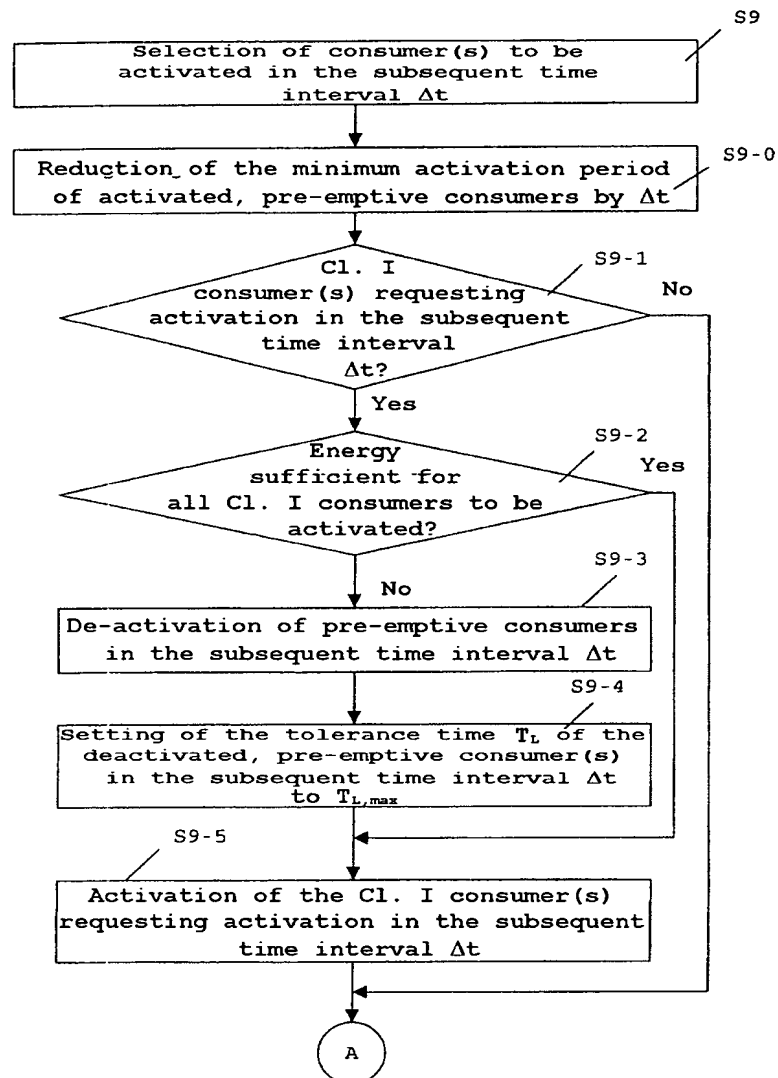 S9
Selection of consumer(s) to be
activated in the subsequent time
interval Δt
S9-0
Reduction of the minimum activation period
of activated, pre-emptive consumers by Δt
S9-1
Cl. I
consumer(s) requesting
activation in the subsequent
time interval
Δt?
No
Yes
S9-2
Energy
sufficient for
all Cl. I consumers to be
activated?
Yes
No
S9-3
De-activation of pre-emptive consumers
in the subsequent time interval Δt
S9-4
Setting of the tolerance time TL of the
deactivated, pre-emptive consumer(s)
in the subsequent time interval Δt
to TL,max
S9-5
Activation of the Cl. I consumer(s)
requesting activation in the subsequent
time interval Δt
A